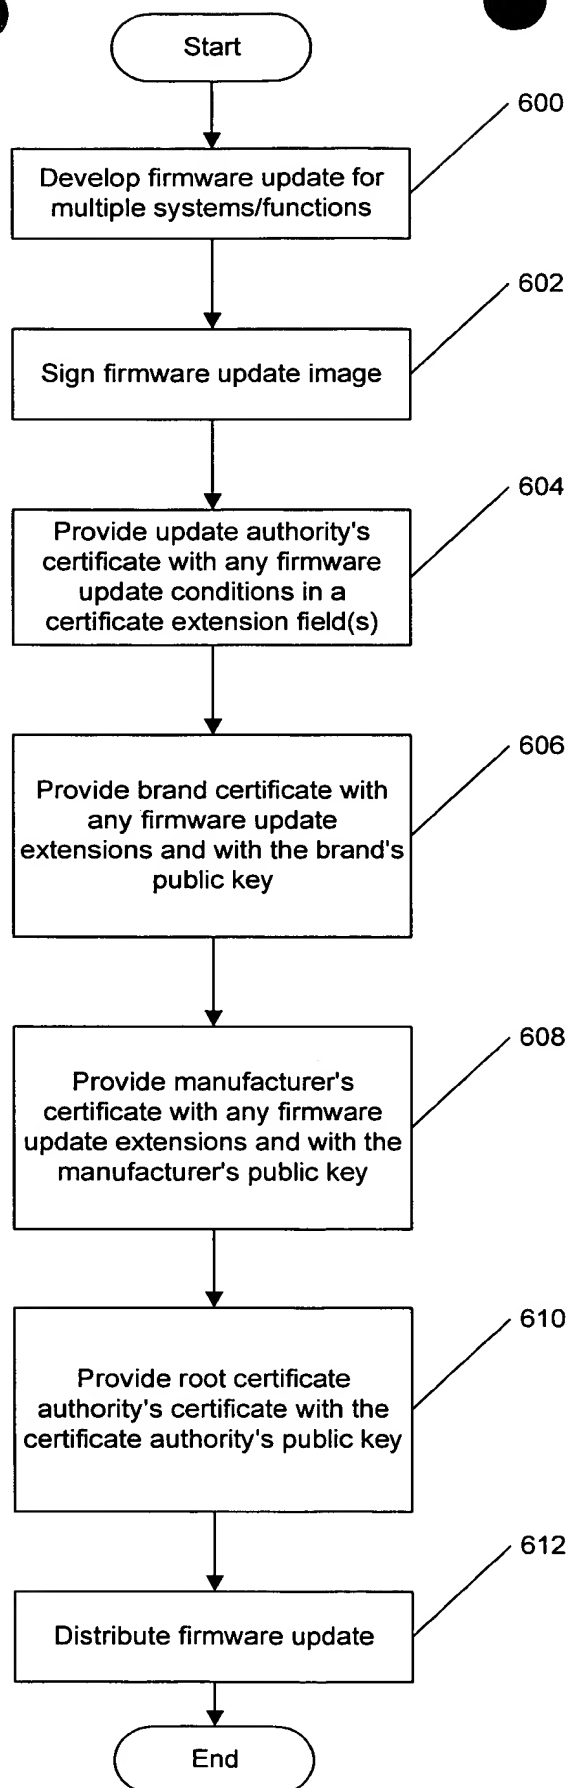 Start
600
Develop firmware update for
multiple systems/functions
602
Sign firmware update image
604
Provide update authority's
certificate with any firmware
update conditions in a
certificate extension field(s)
606
Provide brand certificate with
any firmware update
extensions and with the brand's
public key
608
Provide manufacturer's
certificate with any firmware
update extensions and with the
manufacturer's public key
610
Provide root certificate
authority's certificate with the
certificate authority's public key
612
Distribute firmware update
End